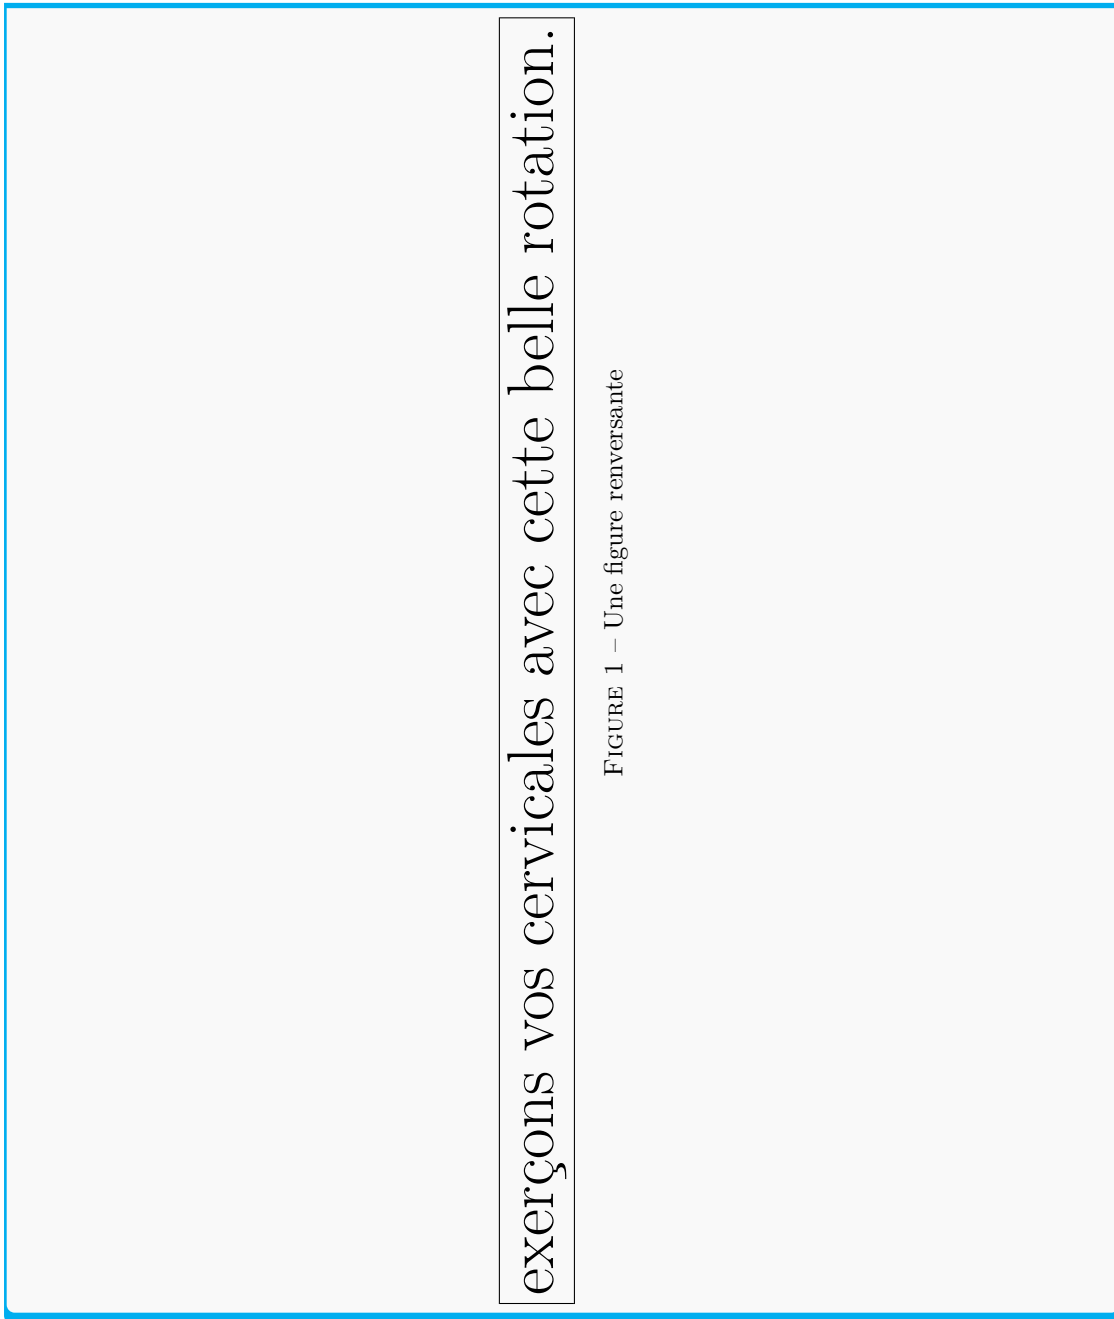 exerçons vos cervicales avec cette belle rotation.
FIGURE 1 – Une figure renversante